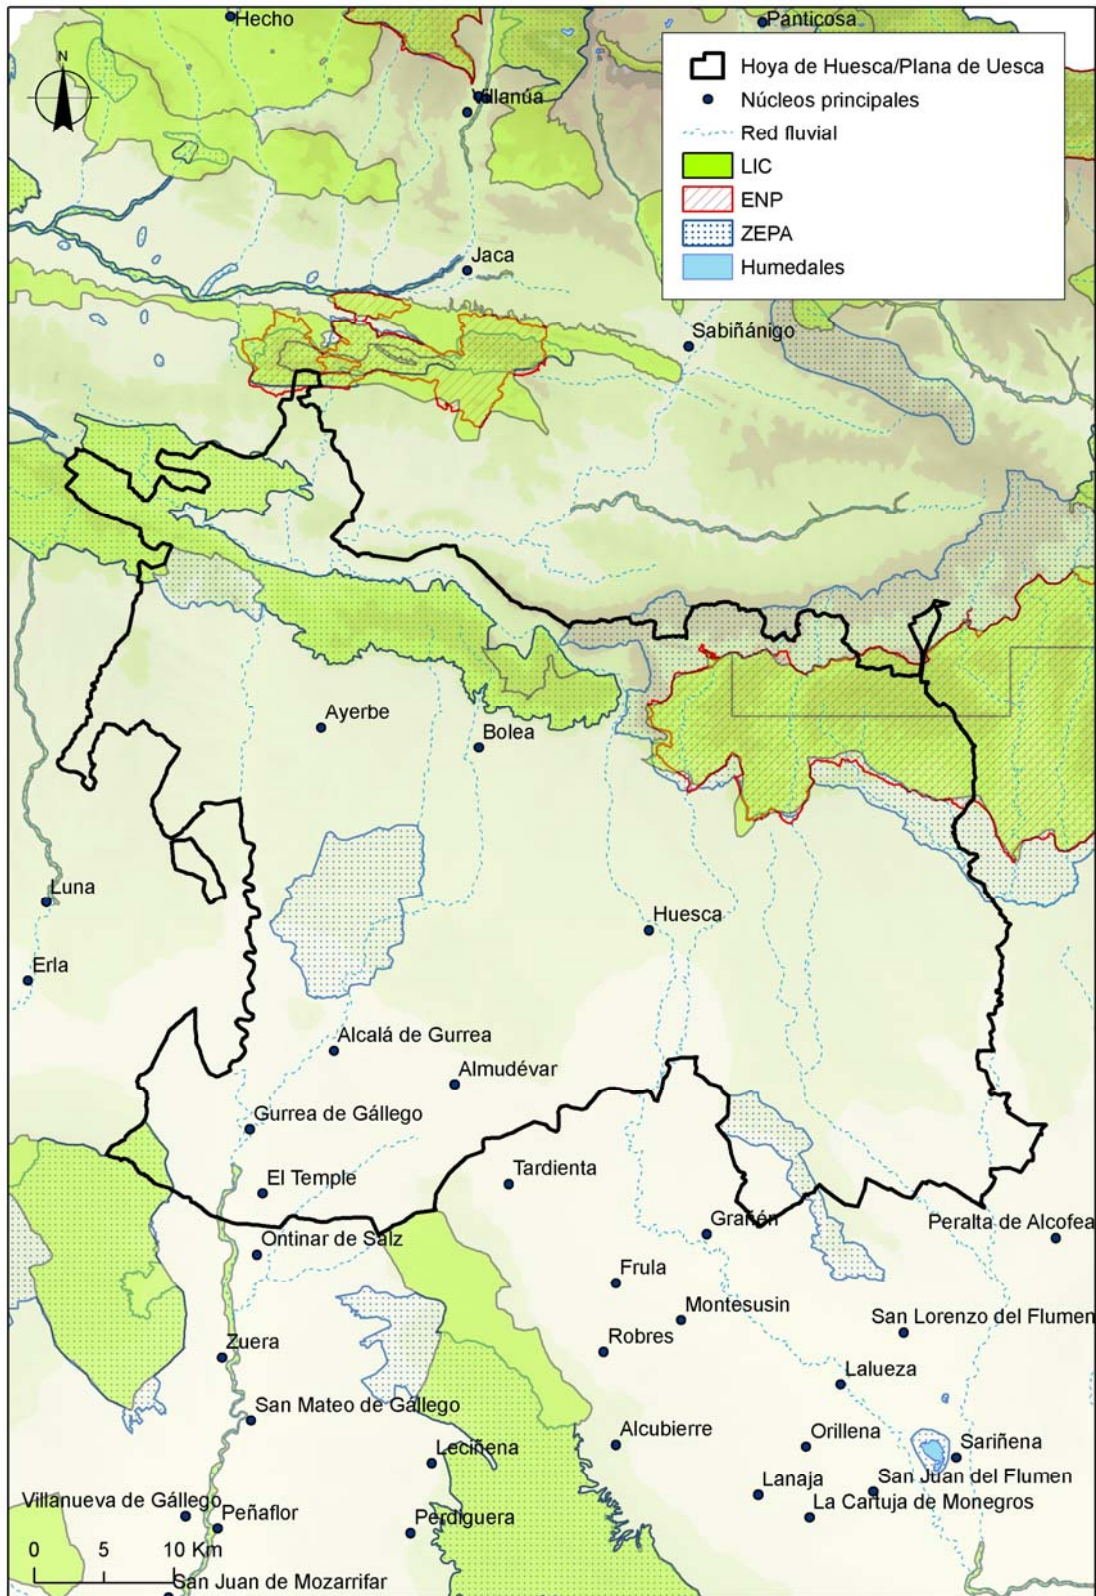 Hecho
Panticosa
N
Villanúa
Hoya de Huesca/Plana de Uesca
Núcleos principales
Red fluvial
LIC
ENP
ZEPA
Humedales
Jaca
Sabiñánigo
Ayerbe
Bolea
Luna
Huesca
Erla
Alcalá de Gurrea
Almudévar
Gurrea de Gállego
Tardienta
El Temple
Grañén
Peralta de Alcofea
Ontinar de Salz
Frula
Montesusin
San Lorenzo del Flumen
Robres
Zuera
Lalueza
San Mateo de Gállego
Alcubierre
Orillena
Sariñena
Leciñena
San Juan del Flumen
Lanaja
La Cartuja de Monegros
Villanueva de Gállego
Peñaflor
Perdiguera
0 5 10 Km
San Juan de Mozarrifar